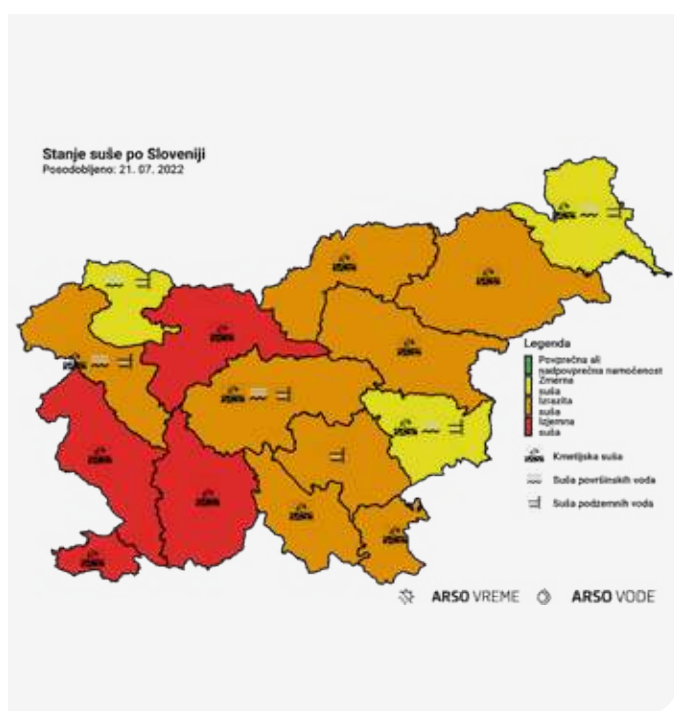 Stanje suše po Sloveniji
Posodobljeno: 21. 07. 2022
Legenda
Povprečna ali
nadpovprečna namočenost
Zmerna
suša
Izrazita
suša
Izjemna
suša
Kmetijska suša
Suša površinskih voda
Suša podzemnih voda
ARSO VREME ARSO VODE